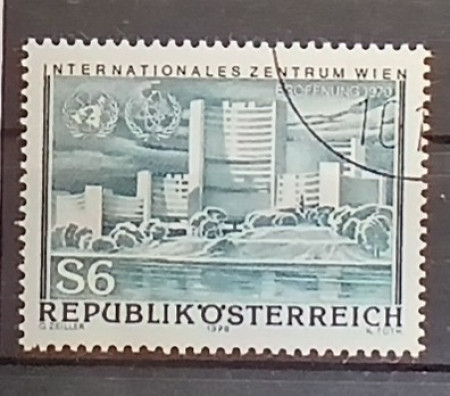 INTERNATIONALES ZENTRUM WIEN
ERÖFFNUNG 1979
S6
REPUBLIK ÖSTERREICH
O. ZEILLER 1979 K. TOTH